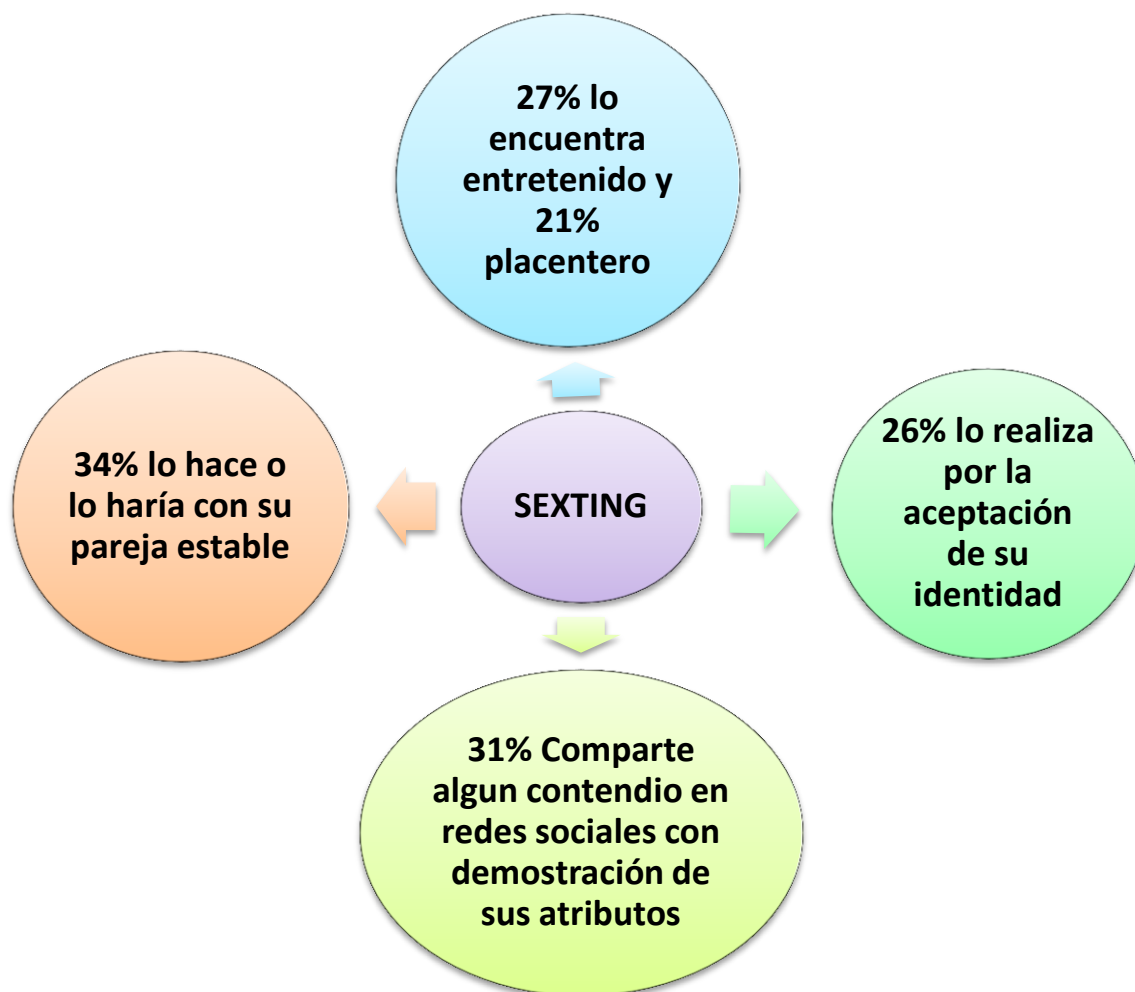 27% lo
encuentra
entretenido y
21%
placentero
34% lo hace o
lo haría con su
pareja estable
SEXTING
26% lo realiza
por la
aceptación
de su
identidad
31% Comparte
algun contendio en
redes sociales con
demostración de
sus atributos